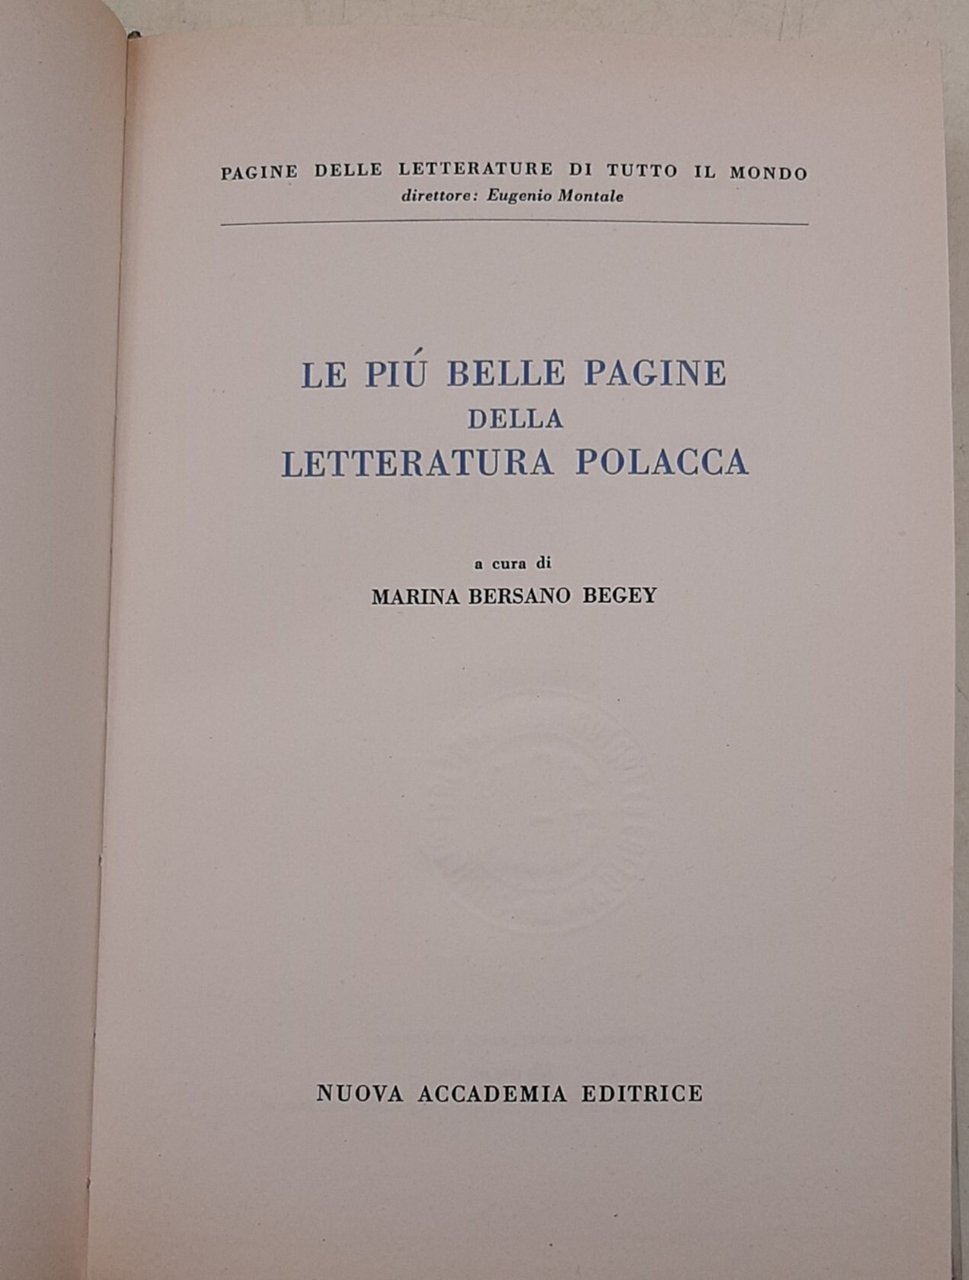 PAGINE DELLE LETTERATURE DI TUTTO IL MONDO
direttore: Eugenio Montale
LE PIÚ BELLE PAGINE
DELLA
LETTERATURA POLACCA
a cura di
MARINA BERSANO BEGEY
NUOVA ACCADEMIA EDITRICE